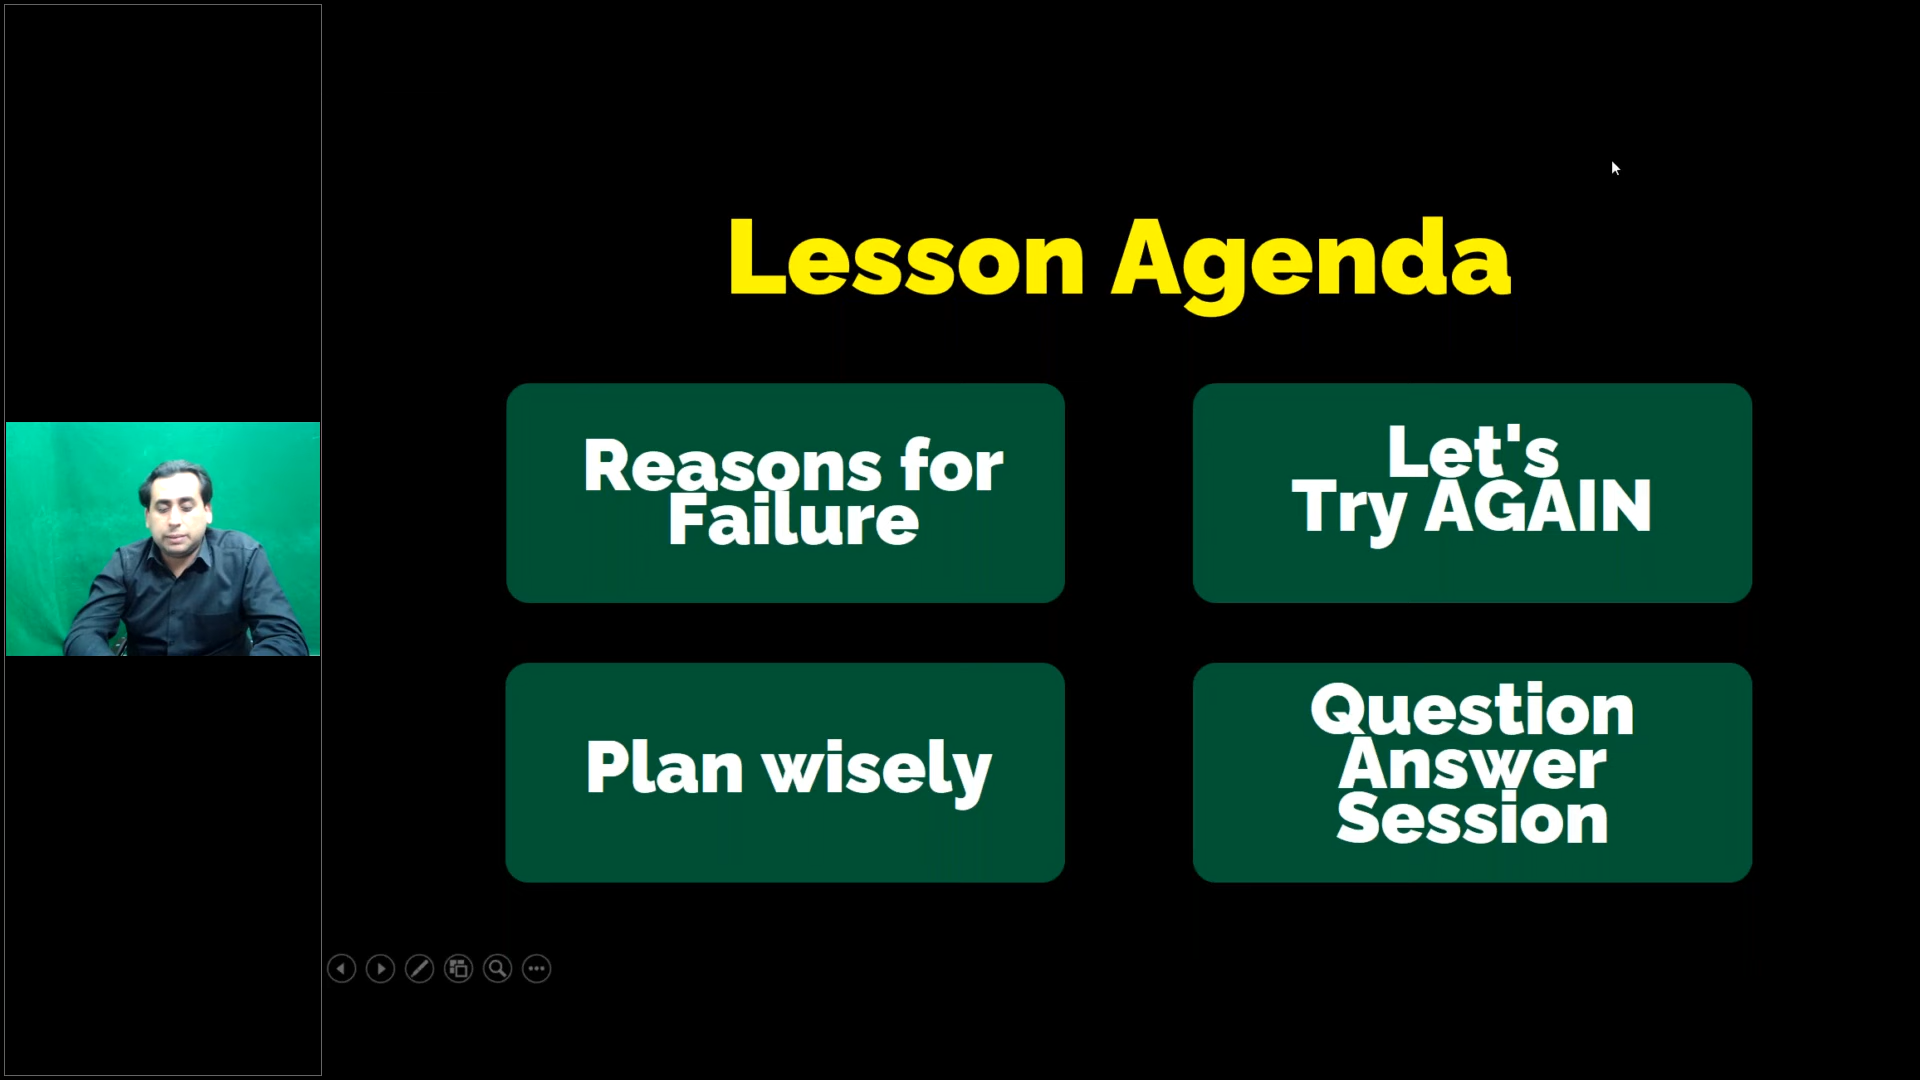 Lesson Agenda
Reasons for
Failure
Let's
Try AGAIN
Plan wisely
Question
Answer
Session